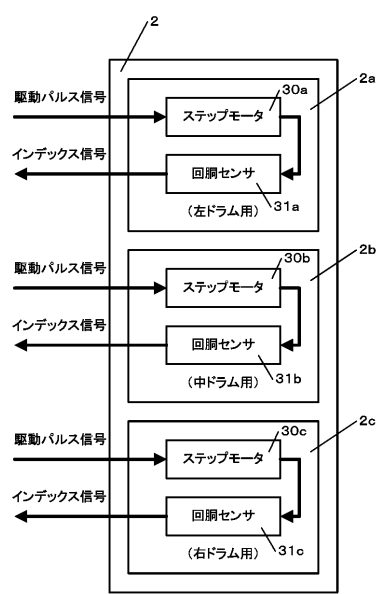 2
2a
駆動パルス信号
30a
ステップモータ
インデックス信号
回胴センサ
31a
(左ドラム用)
2b
駆動パルス信号
30b
ステップモータ
インデックス信号
回胴センサ
31b
(中ドラム用)
2c
駆動パルス信号
30c
ステップモータ
インデックス信号
回胴センサ
31c
(右ドラム用)